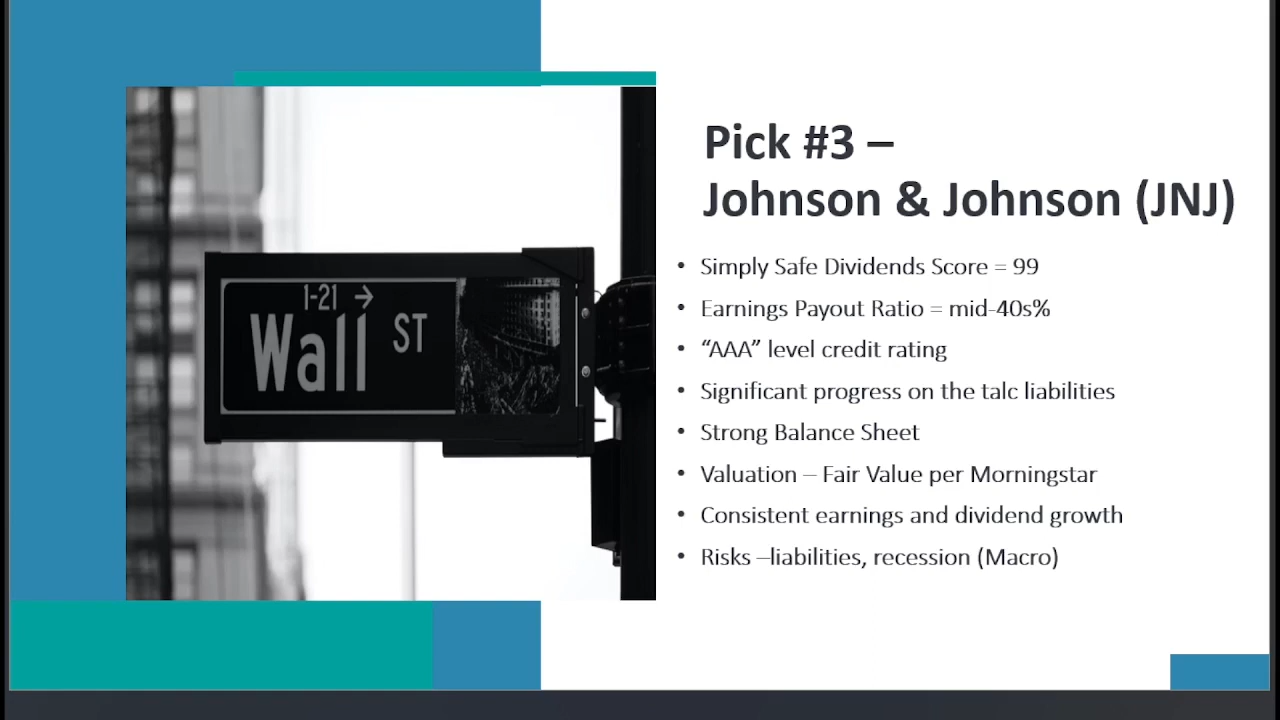 1-21 →
Wall ST
Pick #3 –
Johnson & Johnson (JNJ)
• Simply Safe Dividends Score = 99
• Earnings Payout Ratio = mid-40s%
• “AAA” level credit rating
• Significant progress on the talc liabilities
• Strong Balance Sheet
• Valuation – Fair Value per Morningstar
• Consistent earnings and dividend growth
• Risks –liabilities, recession (Macro)